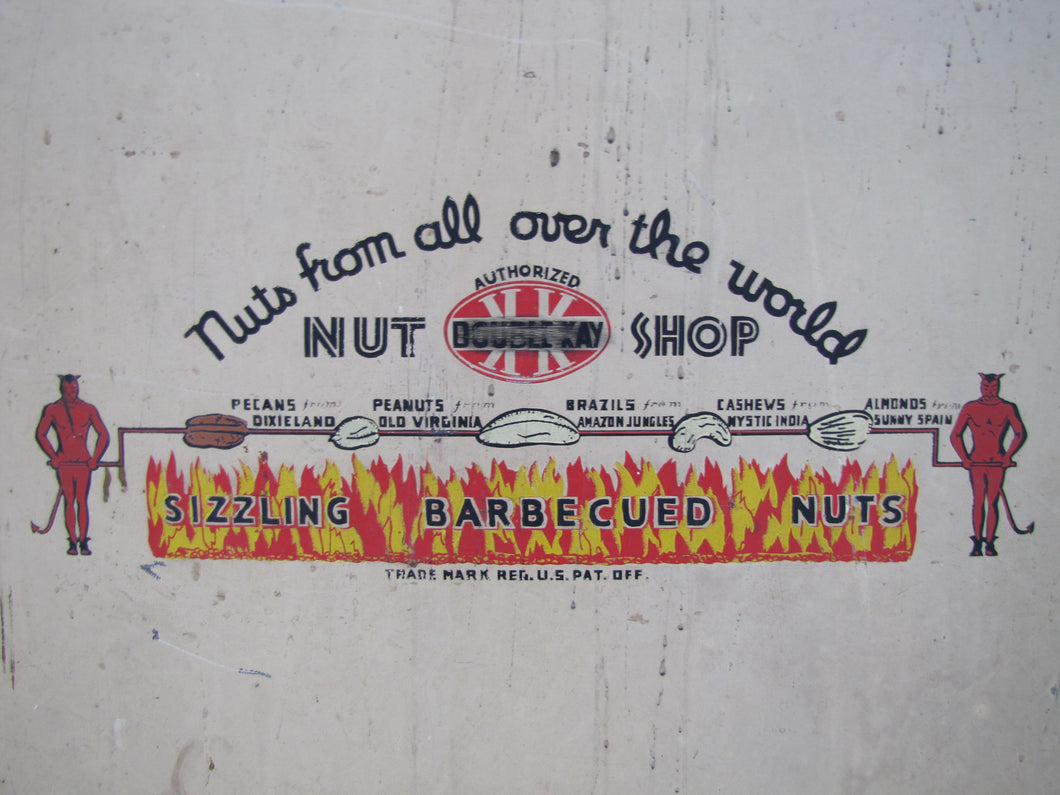 Nuts from all over the world
AUTHORIZED
KK
NUT DOUBLE KAY SHOP
PECANS from DIXIELAND
PEANUTS from OLD VIRGINIA
BRAZILS from AMAZON JUNGLES
CASHEWS from MYSTIC INDIA
ALMONDS from SUNNY SPAIN
SIZZLING BARBECUED NUTS
TRADE MARK REG. U.S. PAT. OFF.